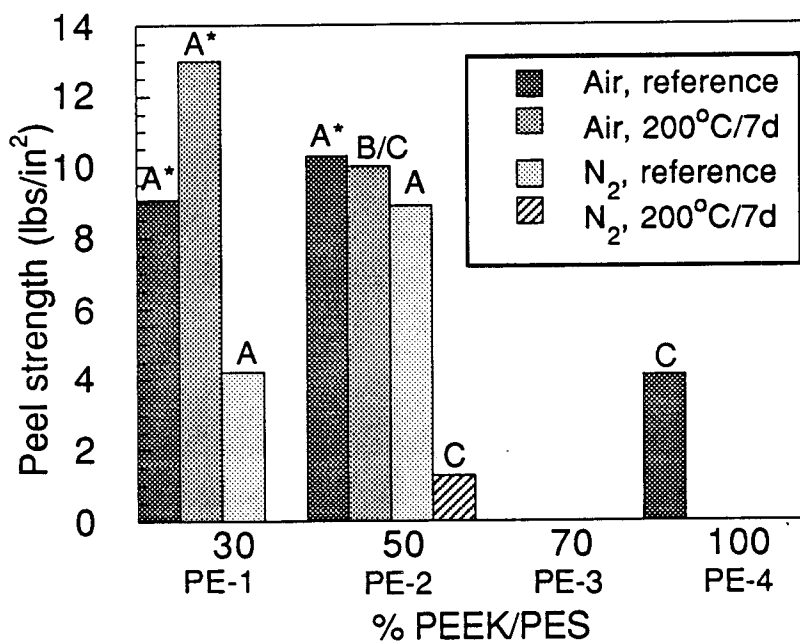 14
12
10
8
6
4
2
0
Peel strength (lbs/in²)
A*
A*
A
A*
B/C
A
C
C
Air, reference
Air, 200°C/7d
N₂, reference
N₂, 200°C/7d
30 50 70 100
PE-1 PE-2 PE-3 PE-4
% PEEK/PES